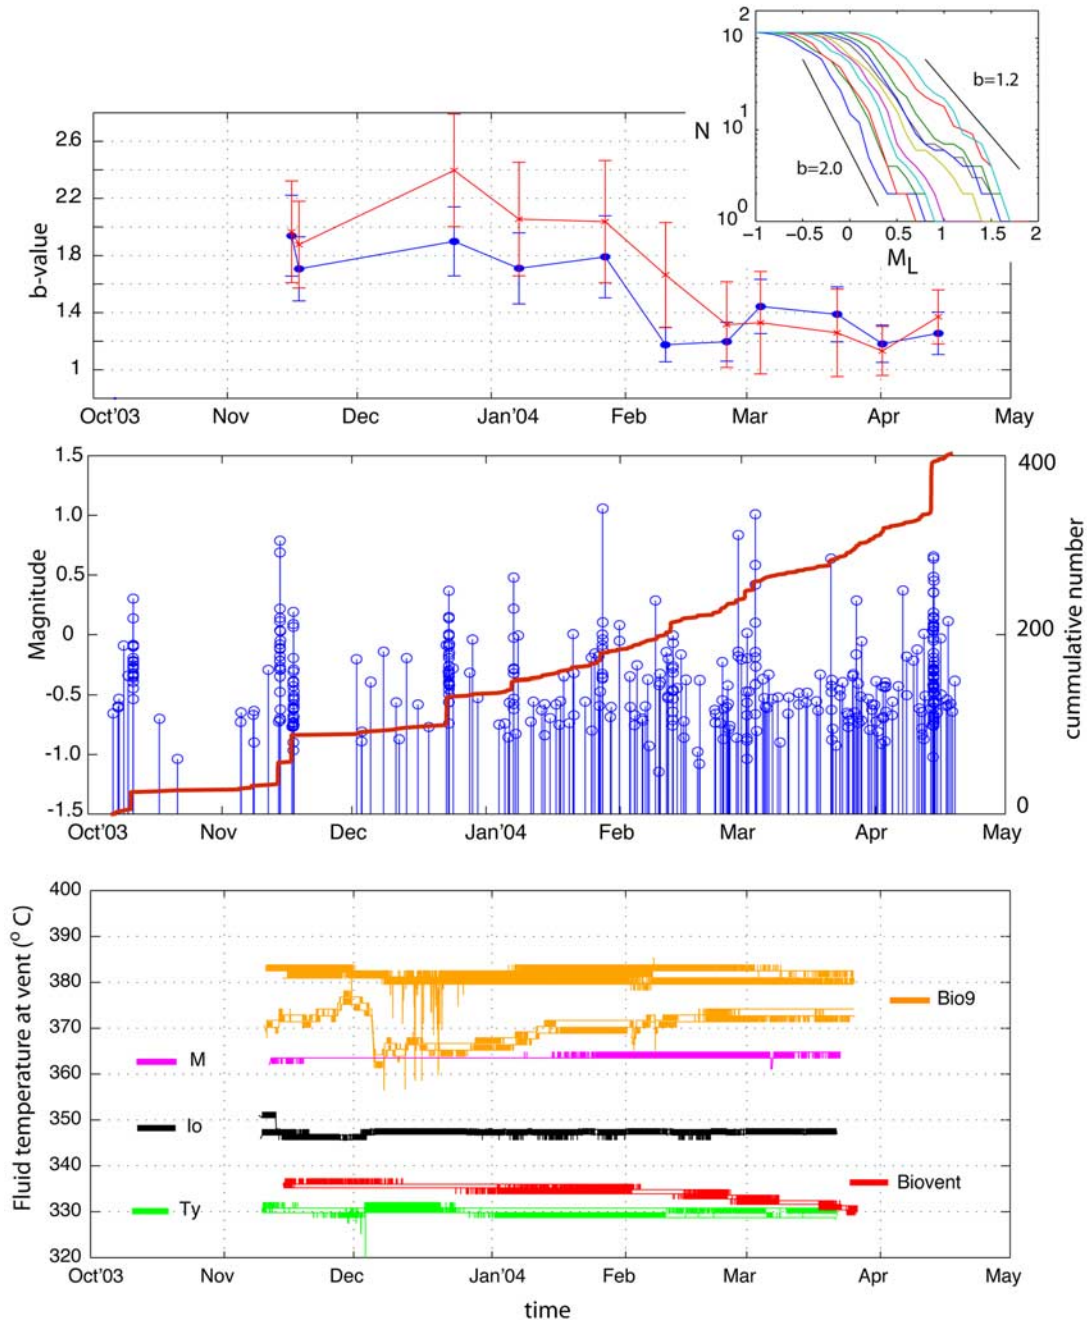 2
10
b=1.2
N
10
1
b=2.0
10
0
−1
−0.5
0
0.5
1
1.5
2
M
L
2.6
2.2
b-value
1.8
1.4
1
Oct'03
Nov
Dec
Jan'04
Feb
Mar
Apr
May
1.5
400
1.0
Magnitude
0.5
0
200
cummulative number
-0.5
-1.0
-1.5
0
Oct'03
Nov
Dec
Jan'04
Feb
Mar
Apr
May
Fluid temperature at vent (° C)
400
390
380
Bio9
370
M
360
350
Io
340
Biovent
330
Ty
320
Oct'03
Nov
Dec
Jan'04
Feb
Mar
Apr
May
time